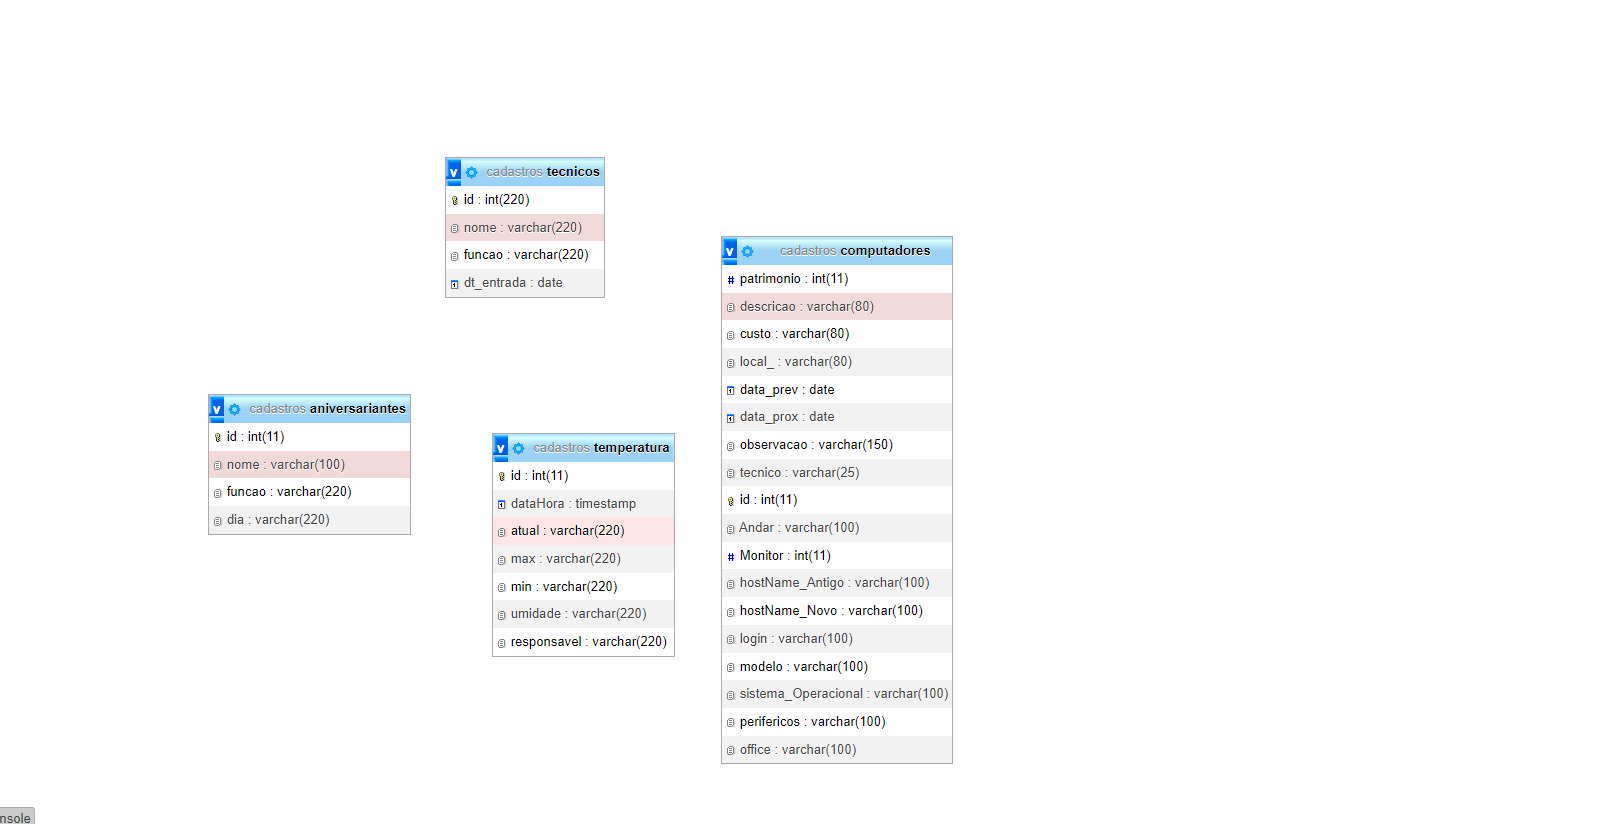 v cadastros tecnicos
id : int(220)
nome : varchar(220)
funcao : varchar(220)
dt_entrada : date
v cadastros computadores
# patrimonio : int(11)
descricao : varchar(80)
custo : varchar(80)
local_ : varchar(80)
data_prev : date
data_prox : date
observacao : varchar(150)
tecnico : varchar(25)
id : int(11)
Andar : varchar(100)
# Monitor : int(11)
hostName_Antigo : varchar(100)
hostName_Novo : varchar(100)
login : varchar(100)
modelo : varchar(100)
sistema_Operacional : varchar(100)
perifericos : varchar(100)
office : varchar(100)
v cadastros aniversariantes
id : int(11)
nome : varchar(100)
funcao : varchar(220)
dia : varchar(220)
v cadastros temperatura
id : int(11)
dataHora : timestamp
atual : varchar(220)
max : varchar(220)
min : varchar(220)
umidade : varchar(220)
responsavel : varchar(220)
nsole